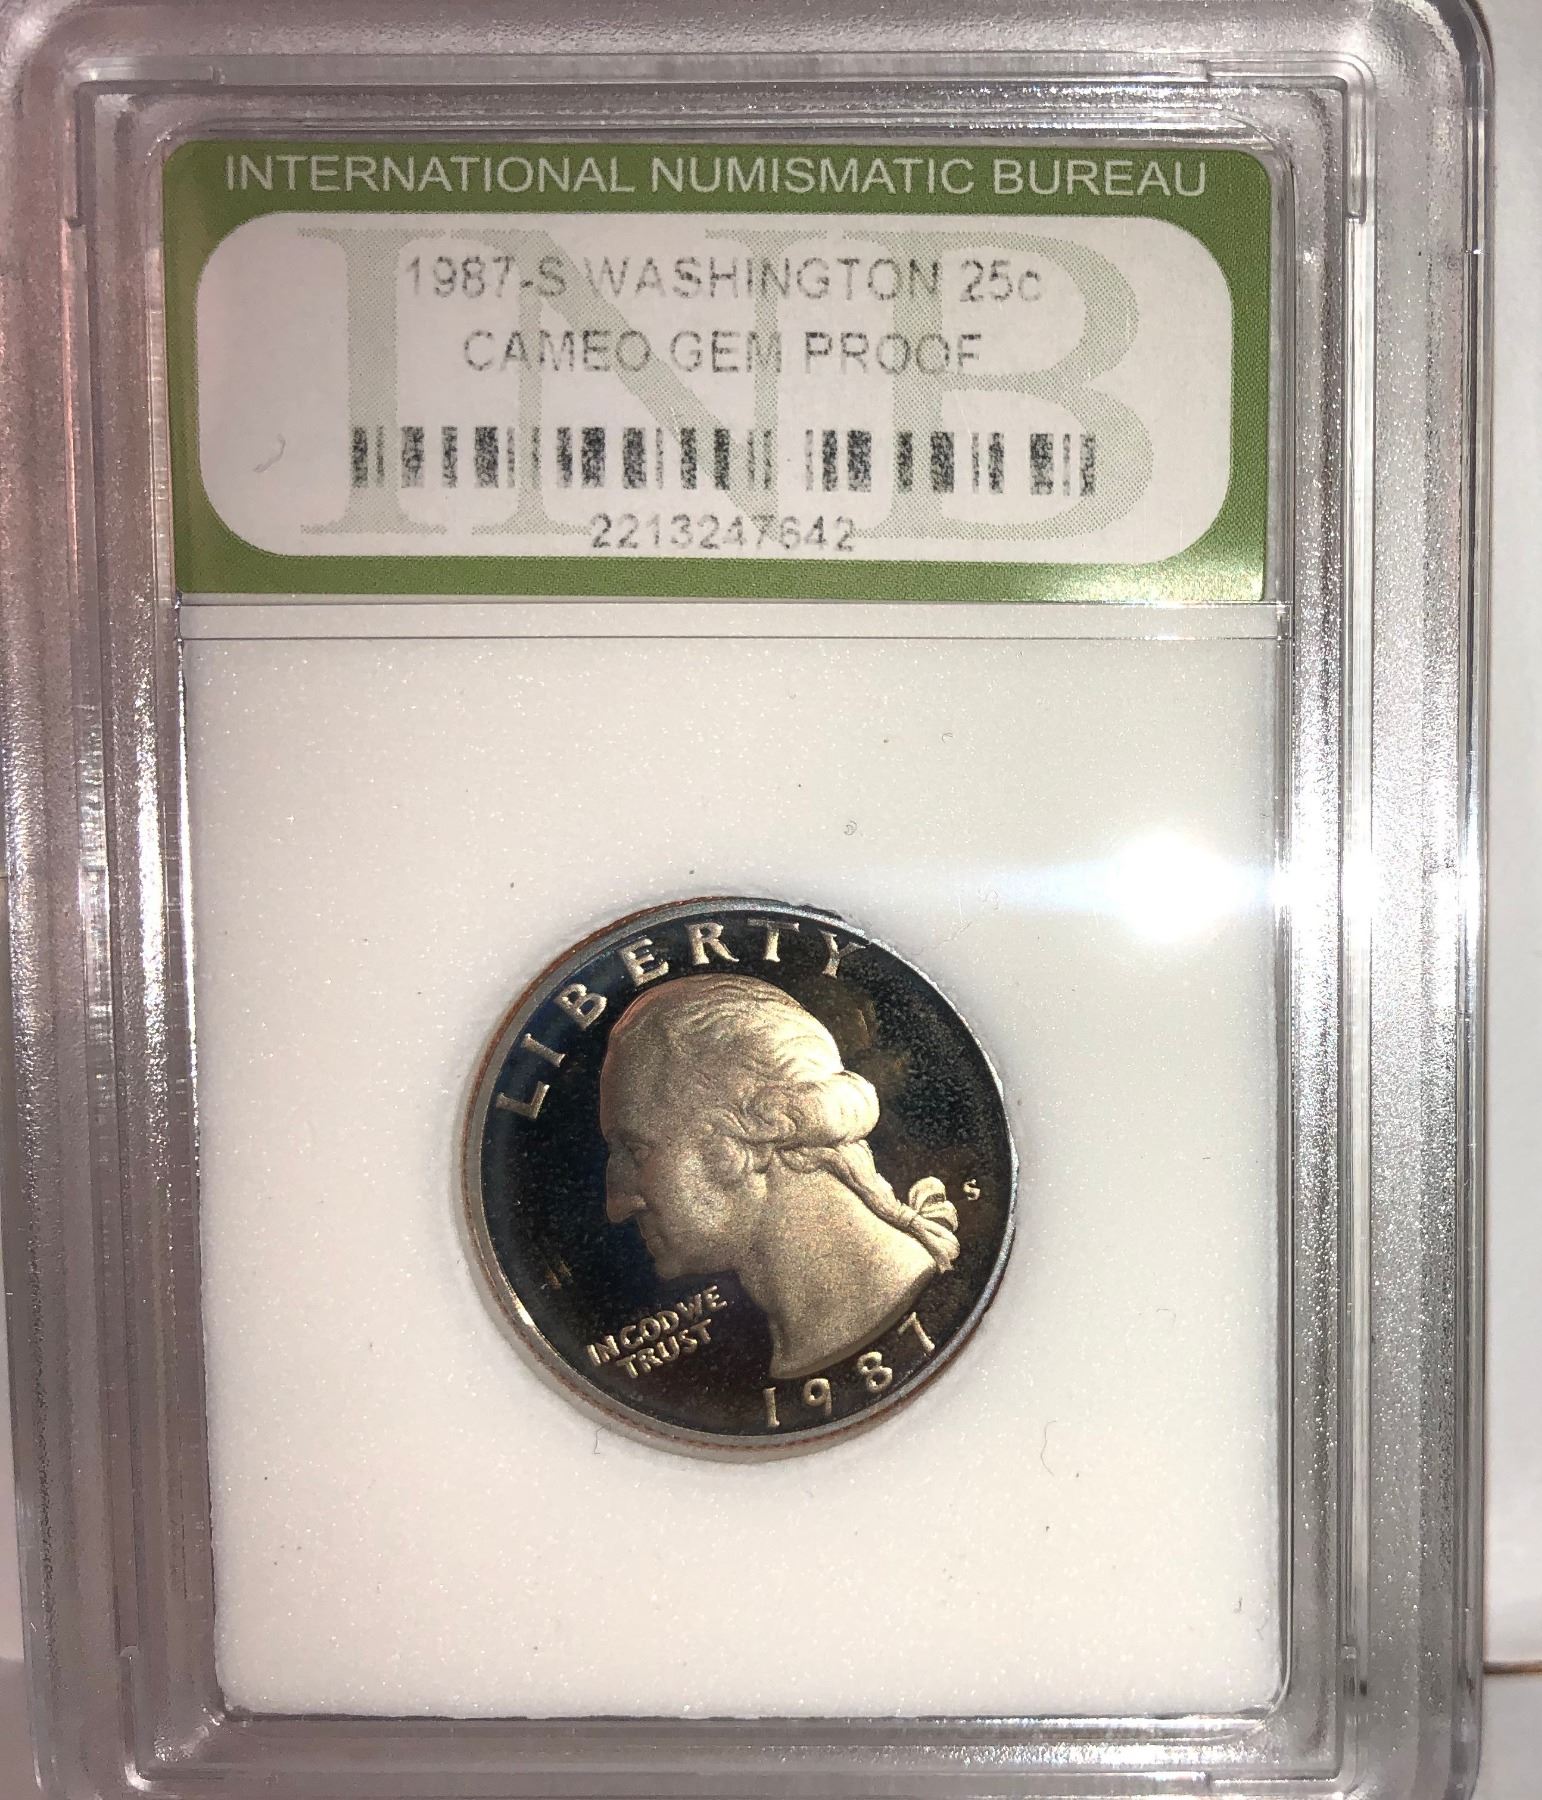 INTERNATIONAL NUMISMATIC BUREAU
INB
1987-S WASHINGTON 25c
CAMEO GEM PROOF
2213247642
LIBERTY
S
IN GOD WE
TRUST
1987